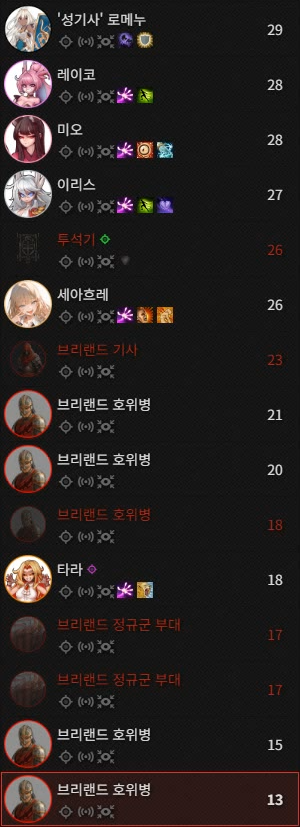 '성기사' 로메누 29
레이코 28
미오 28
이리스 27
투석기 26
세아흐레 26
브리랜드 기사 23
브리랜드 호위병 21
브리랜드 호위병 20
브리랜드 호위병 18
타라 18
브리랜드 정규군 부대 17
브리랜드 정규군 부대 17
브리랜드 호위병 15
브리랜드 호위병 13